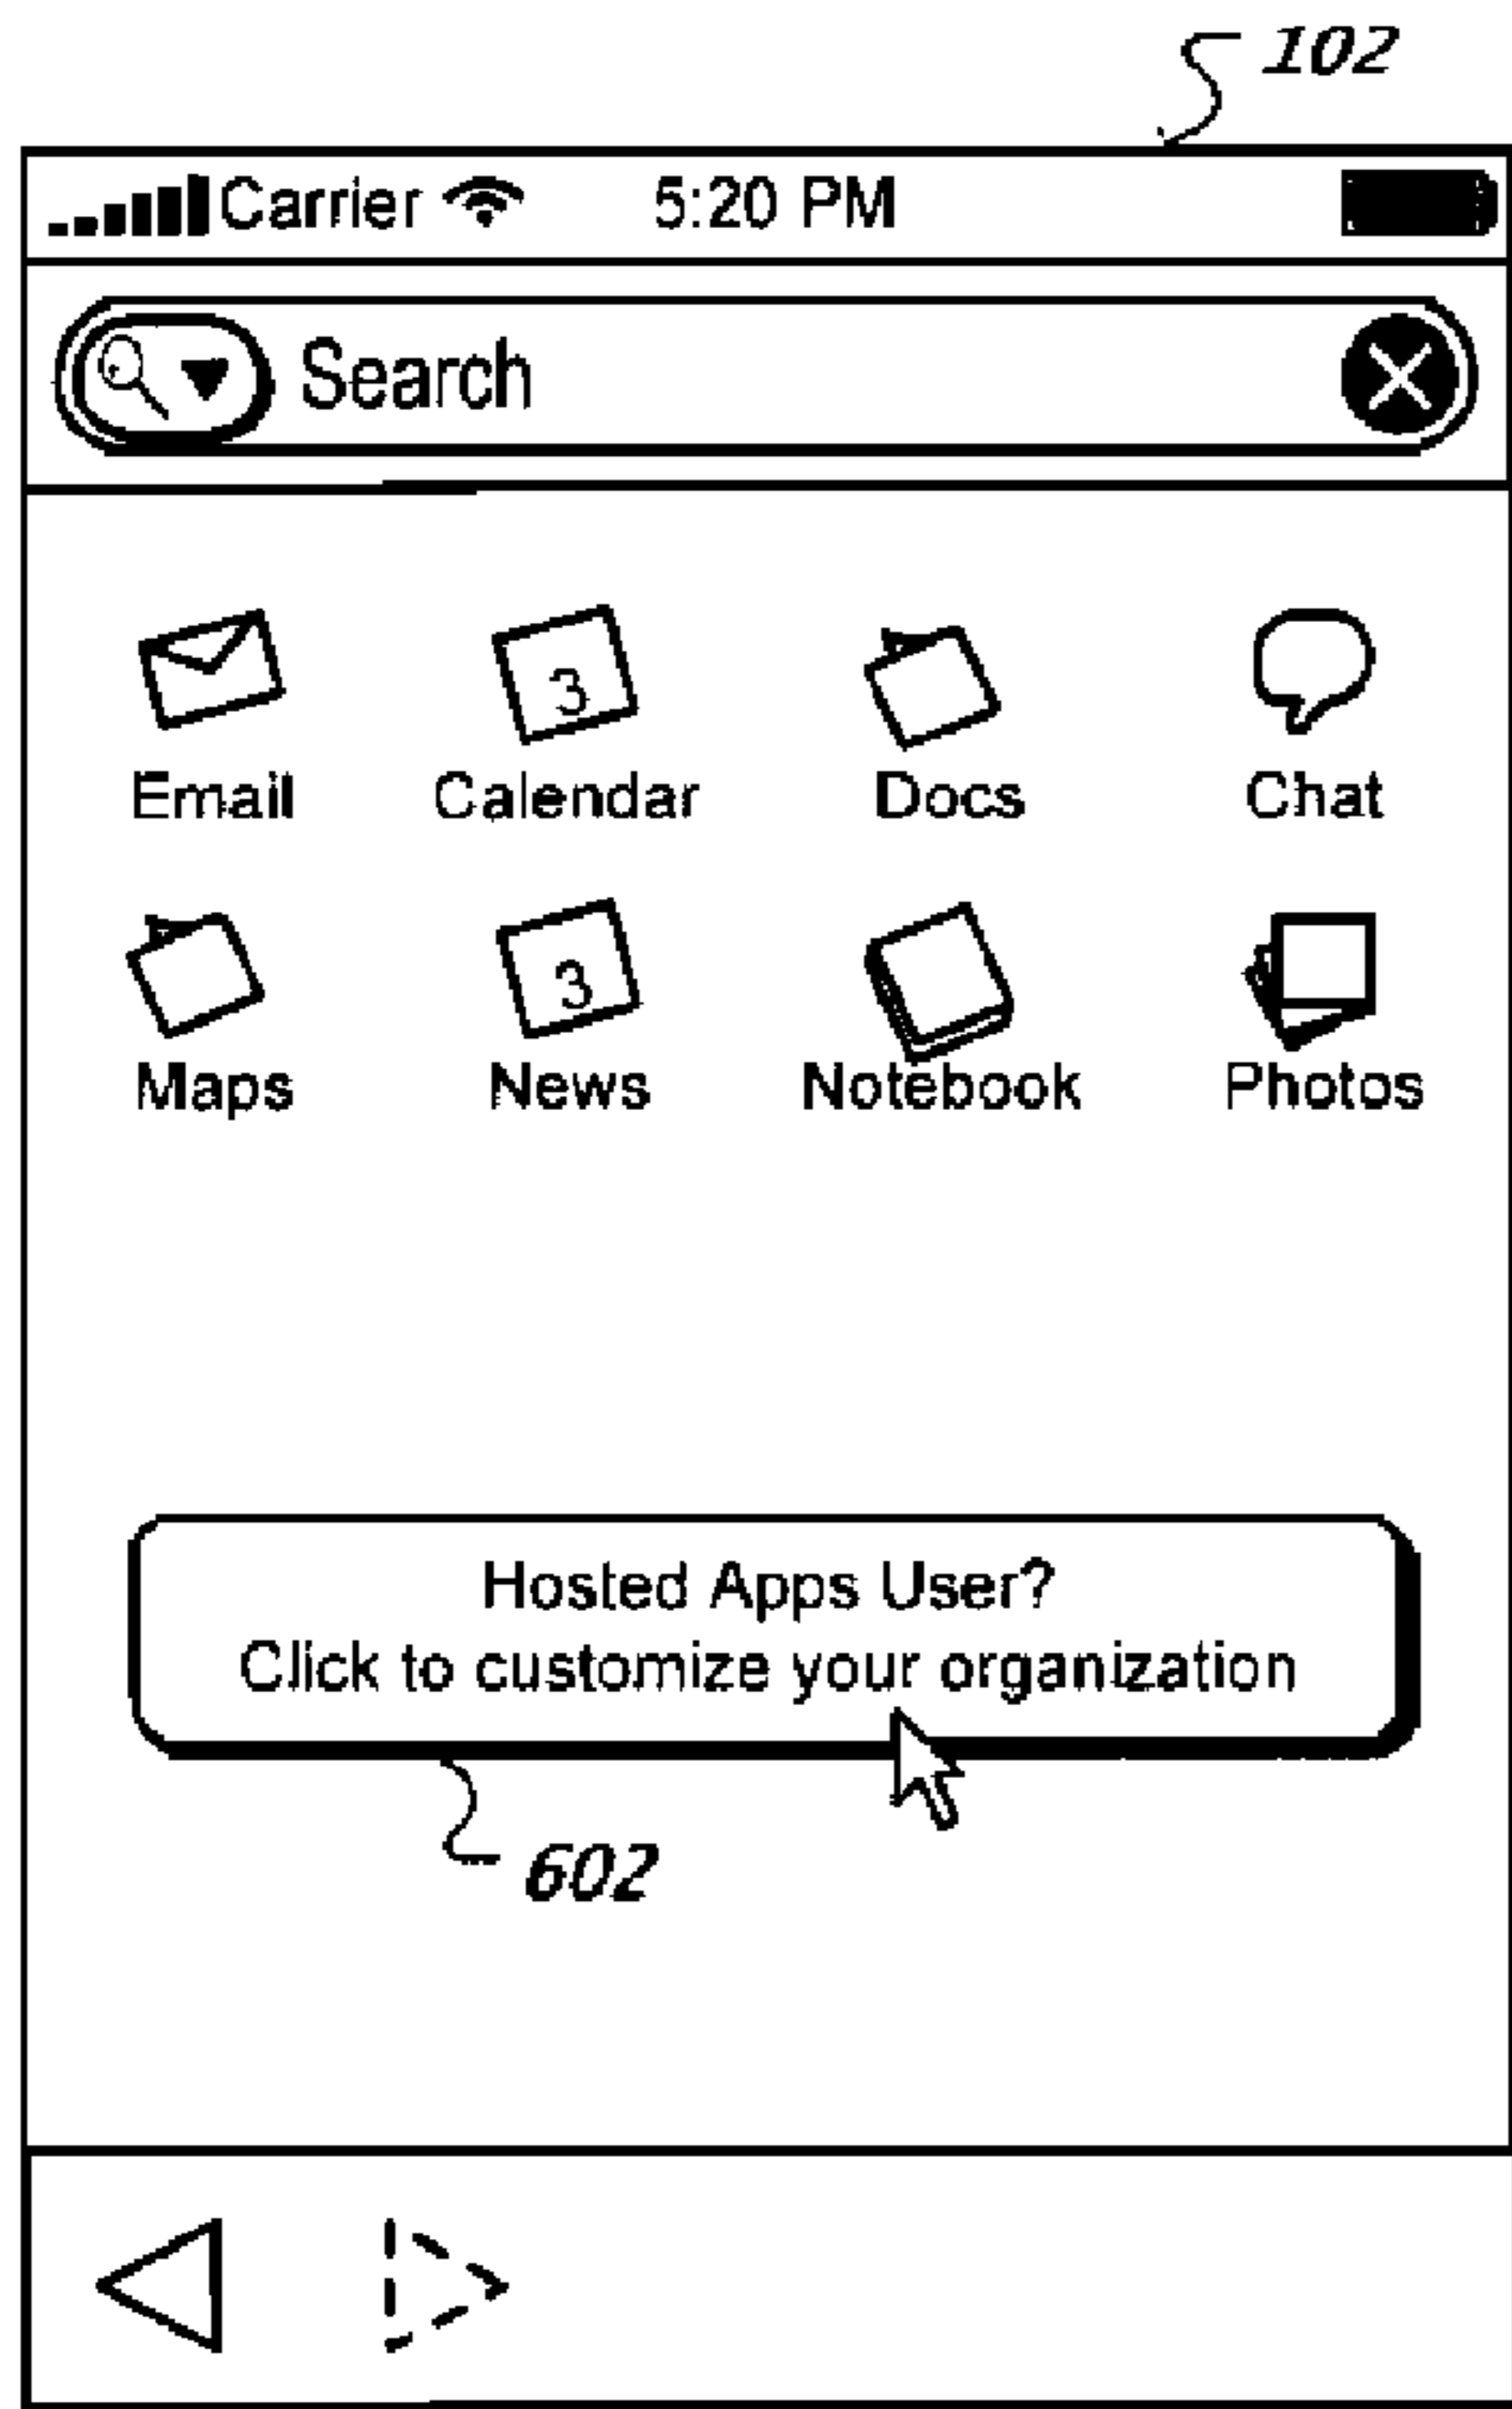 102
Carrier 5:20 PM
Search
3
Email Calendar Docs Chat
3
Maps News Notebook Photos
Hosted Apps User?
Click to customize your organization
602